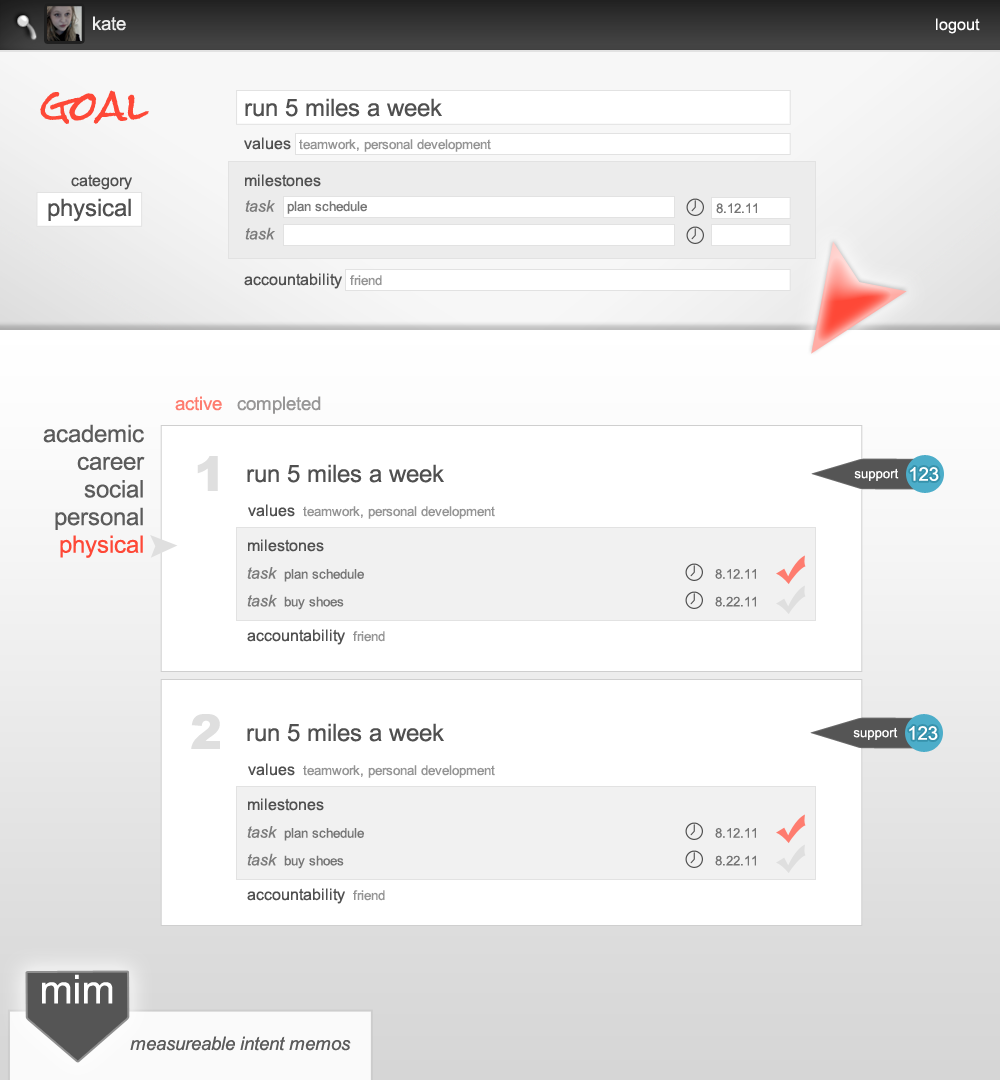 kate
logout
GOAL
run 5 miles a week
values teamwork, personal development
category
physical
milestones
task plan schedule 8.12.11
task
accountability friend
active completed
academic
career
social
personal
physical
1
run 5 miles a week
support 123
values teamwork, personal development
milestones
task plan schedule 8.12.11
task buy shoes 8.22.11
accountability friend
2
run 5 miles a week
support 123
values teamwork, personal development
milestones
task plan schedule 8.12.11
task buy shoes 8.22.11
accountability friend
mim
measureable intent memos